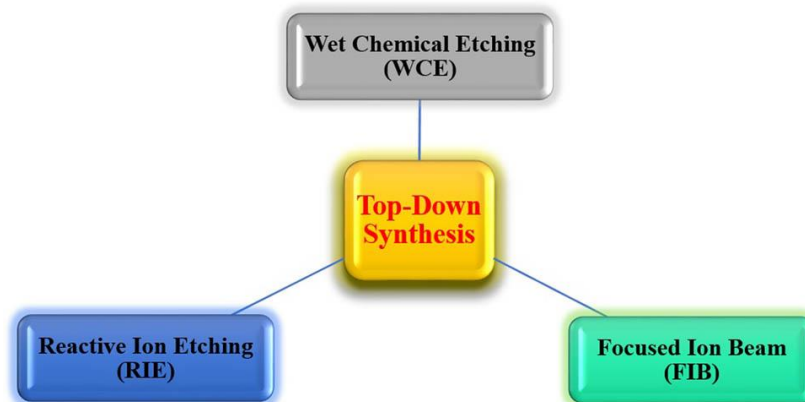 Wet Chemical Etching
(WCE)
Top-Down
Synthesis
Reactive Ion Etching
(RIE)
Focused Ion Beam
(FIB)